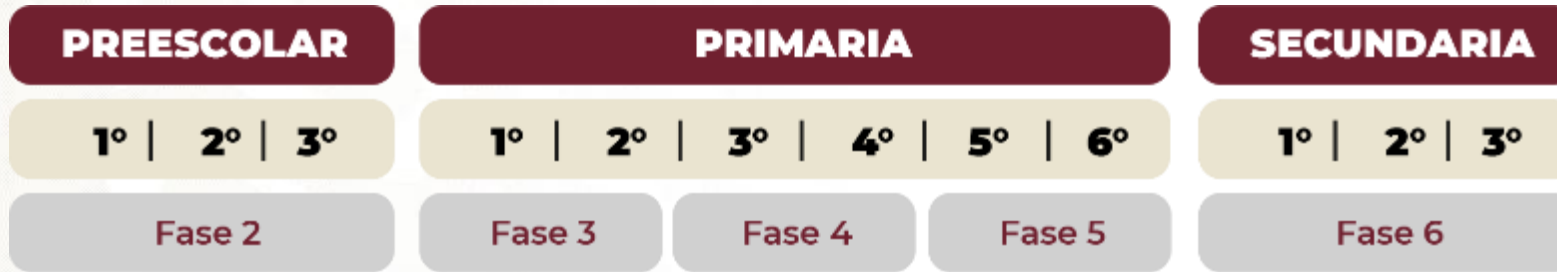 PREESCOLAR PRIMARIA SECUNDARIA
1° | 2° | 3° 1° | 2° | 3° | 4° | 5° | 6° 1° | 2° | 3°
Fase 2 Fase 3 Fase 4 Fase 5 Fase 6